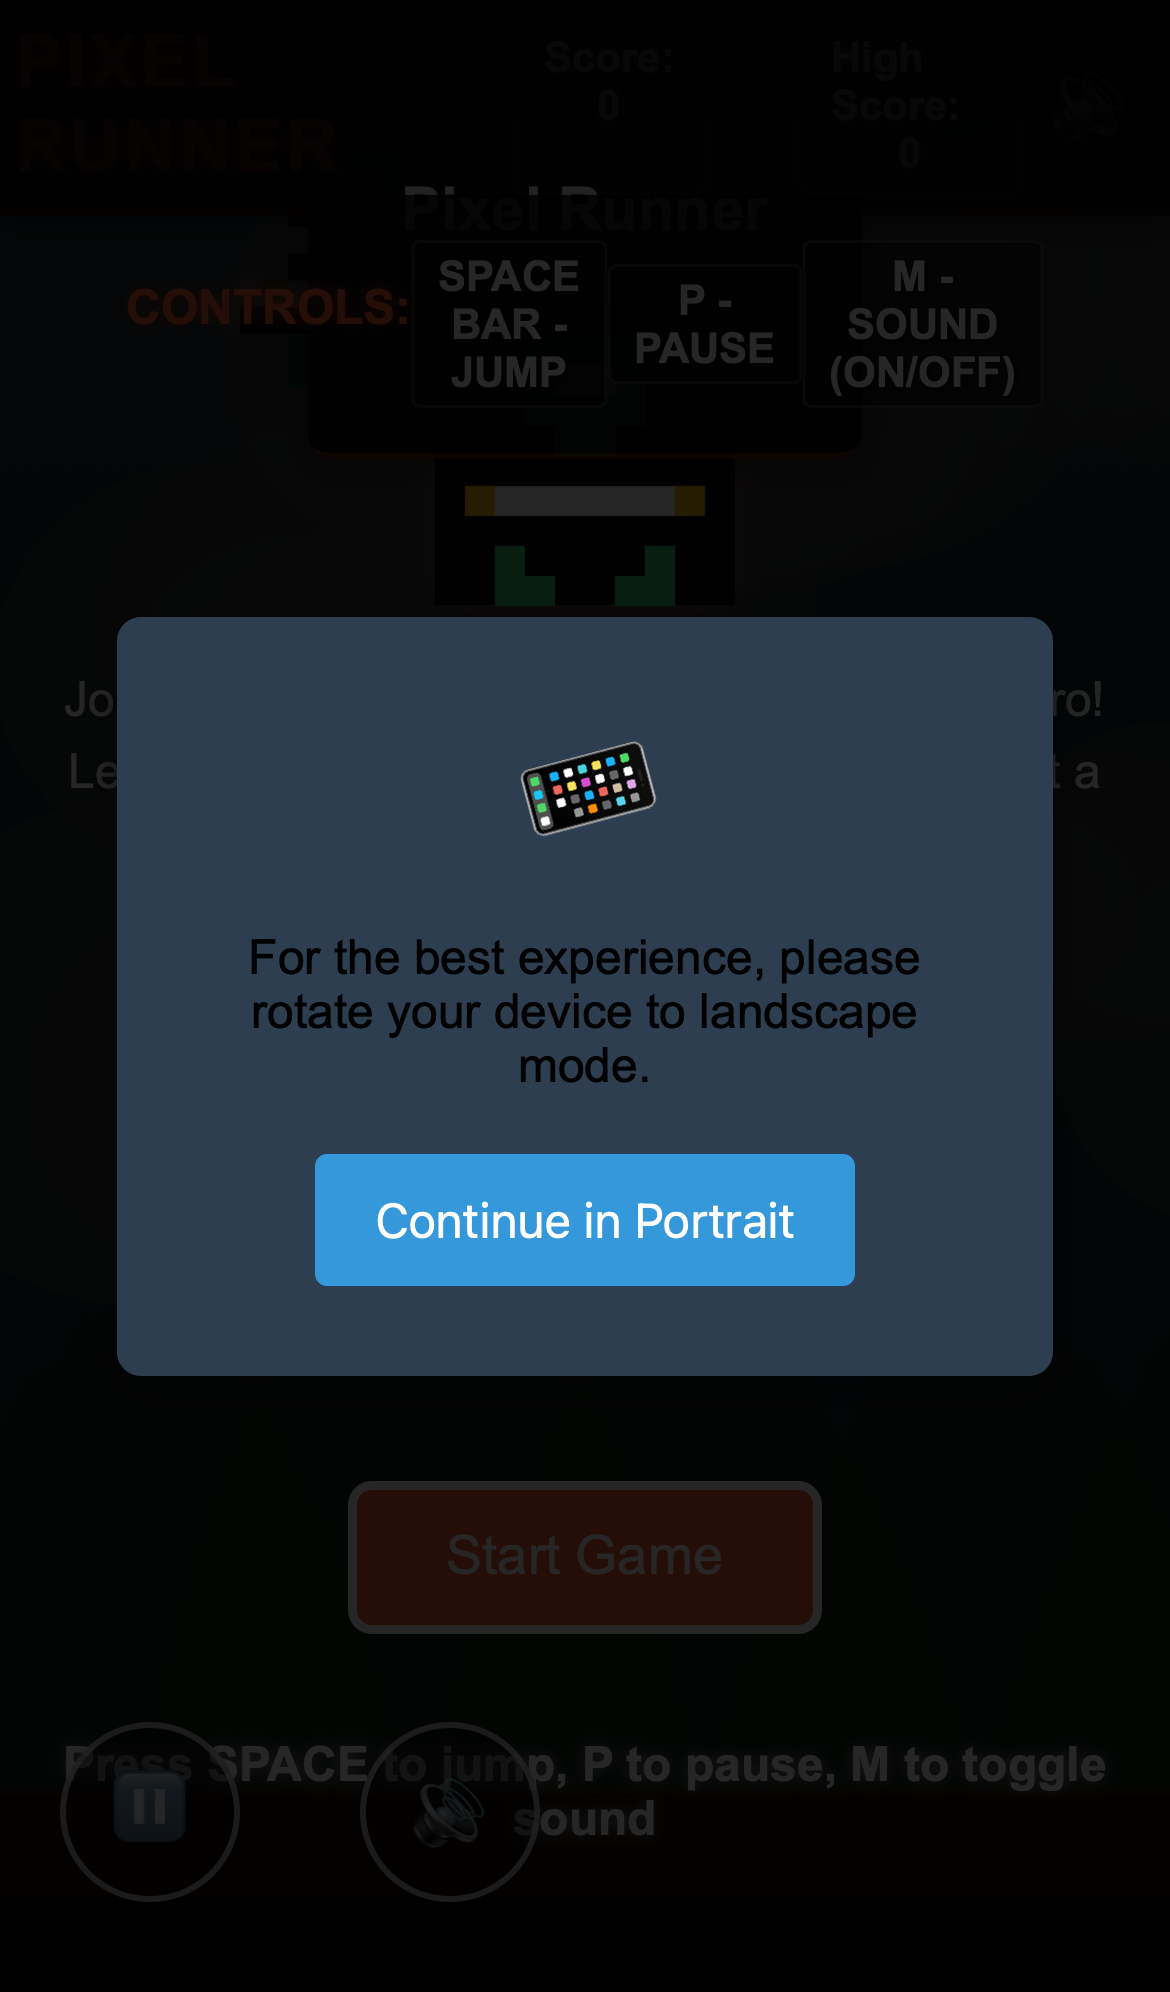 PIXEL
RUNNER
Score:
0
High
Score:
0
Pixel Runner
CONTROLS:
SPACE
BAR -
JUMP
P -
PAUSE
M -
SOUND
(ON/OFF)
Jo
ro!
Le
t a
For the best experience, please
rotate your device to landscape
mode.
Continue in Portrait
Start Game
Press SPACE to jump, P to pause, M to toggle
sound